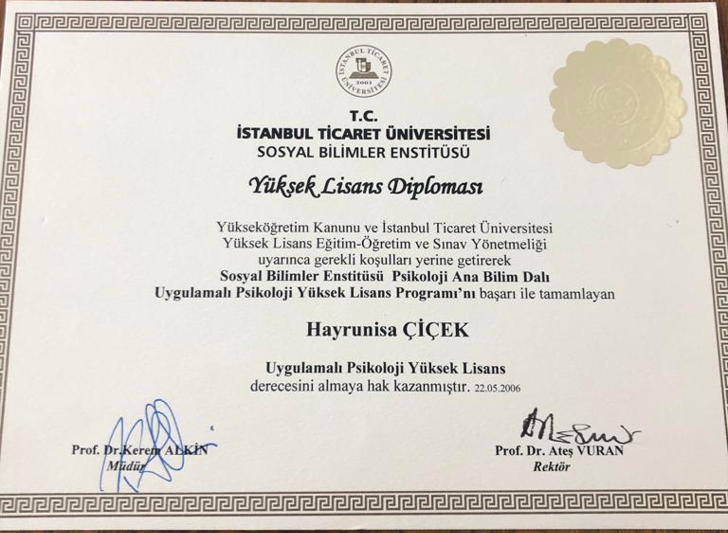 İSTANBUL TİCARET ÜNİVERSİTESİ
2001
T.C.
İSTANBUL TİCARET ÜNİVERSİTESİ
SOSYAL BİLİMLER ENSTİTÜSÜ
Yüksek Lisans Diploması
Yükseköğretim Kanunu ve İstanbul Ticaret Üniversitesi
Yüksek Lisans Eğitim-Öğretim ve Sınav Yönetmeliği
uyarınca gerekli koşulları yerine getirerek
Sosyal Bilimler Enstitüsü Psikoloji Ana Bilim Dalı
Uygulamalı Psikoloji Yüksek Lisans Programı'nı başarı ile tamamlayan
Hayrunisa ÇİÇEK
Uygulamalı Psikoloji Yüksek Lisans
derecesini almaya hak kazanmıştır. 22.05.2006
Prof. Dr.Kerem ALKİN
Müdür
Prof. Dr. Ateş VURAN
Rektör